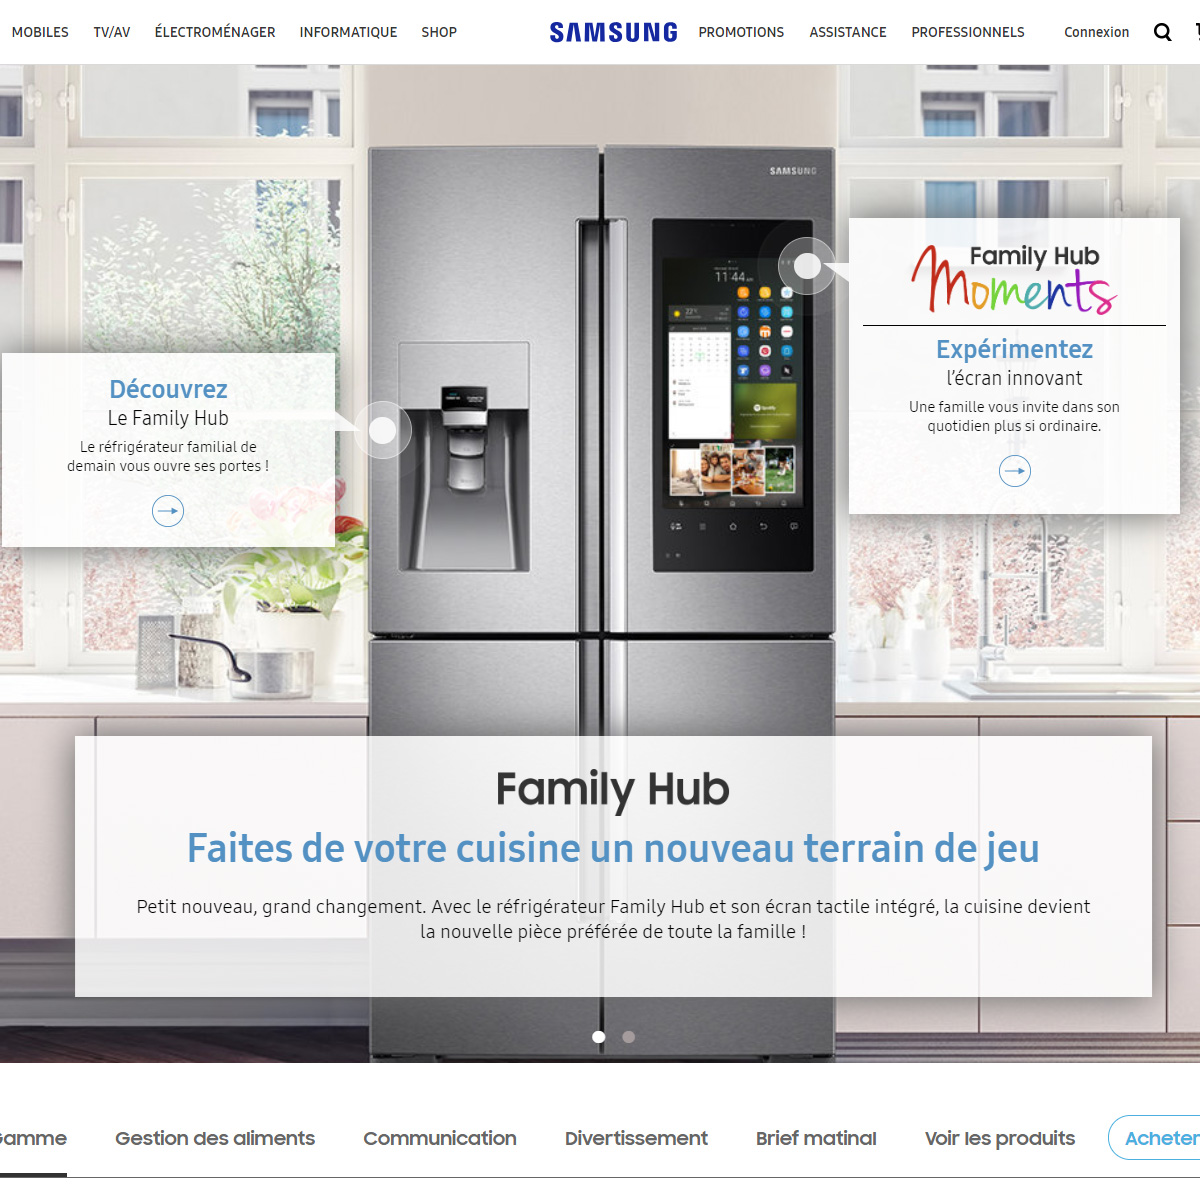 MOBILES TV/AV ÉLECTROMÉNAGER INFORMATIQUE SHOP SAMSUNG PROMOTIONS ASSISTANCE PROFESSIONNELS Connexion
SAMSUNG
11:44
22°
Spotify
Family Hub
Moments
Expérimentez
l'écran innovant
Une famille vous invite dans son
quotidien plus si ordinaire.
Découvrez
Le Family Hub
Le réfrigérateur familial de
demain vous ouvre ses portes !
Family Hub
Faites de votre cuisine un nouveau terrain de jeu
Petit nouveau, grand changement. Avec le réfrigérateur Family Hub et son écran tactile intégré, la cuisine devient
la nouvelle pièce préférée de toute la famille !
Gamme Gestion des aliments Communication Divertissement Brief matinal Voir les produits Acheter